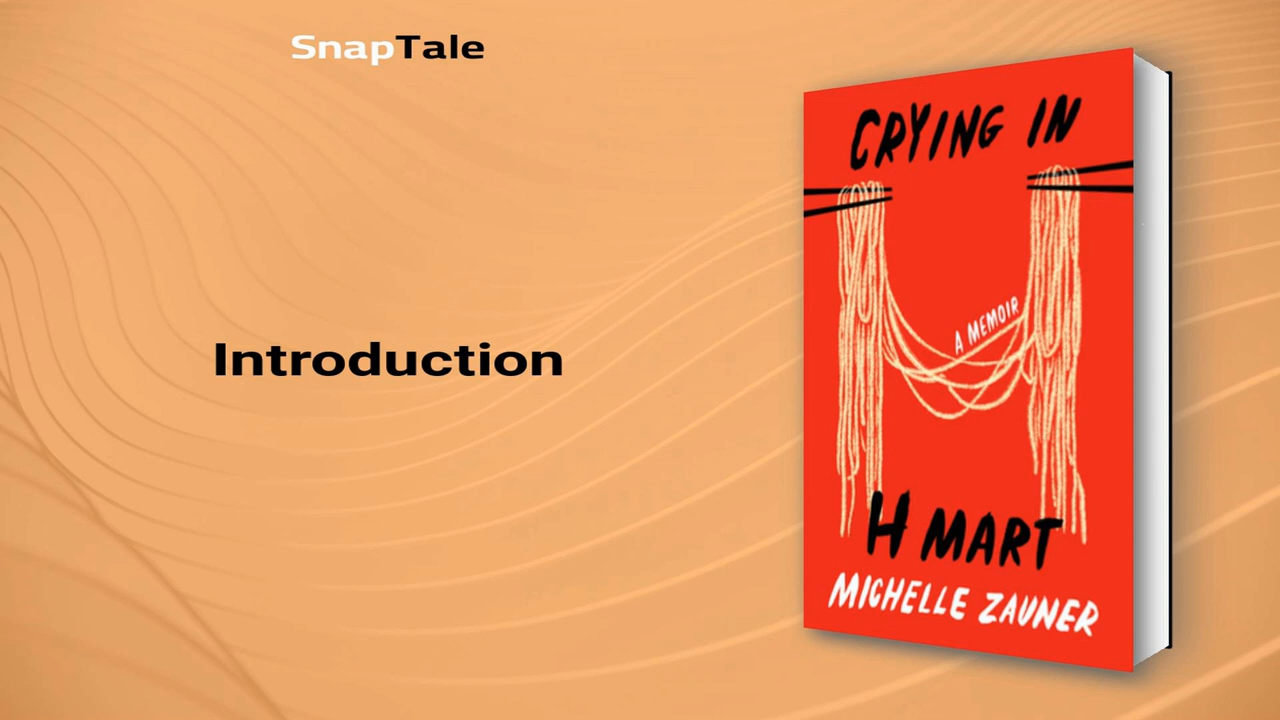 SnapTale
Introduction
CRYING IN
A MEMOIR
H MART
MICHELLE ZAUNER